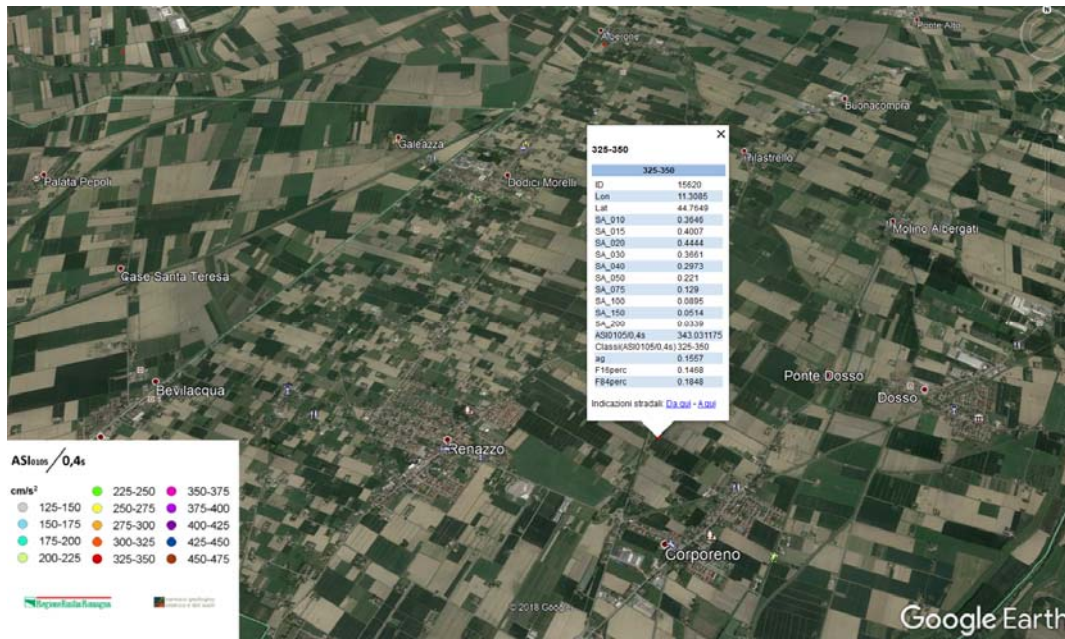 Alberone
Ponte Alto
Buonacompra
Galeazza
Pilastrello
Palata Pepoli
Dodici Morelli
Molino Albergati
Case Santa Teresa
325-350
325-350
ID 15620
Lon 11.3085
Lat 44.7649
SA_010 0.3646
SA_015 0.4007
SA_020 0.4444
SA_030 0.3661
SA_040 0.2973
SA_050 0.221
SA_075 0.129
SA_100 0.0895
SA_150 0.0514
SA_200 0.0339
ASI0105/0,4s 343.031175
Classi(ASI0105/0,4s) 325-350
ag 0.1557
F16perc 0.1468
F84perc 0.1848
Indicazioni stradali: Da qui - A qui
Bevilacqua
Ponte Dosso
Dosso
Renazzo
Corporeno
ASI0105/0,4s
cm/s²
125-150
150-175
175-200
200-225
225-250
250-275
275-300
300-325
325-350
350-375
375-400
400-425
425-450
450-475
RegioneEmilia-Romagna
© 2018 Google
Google Earth